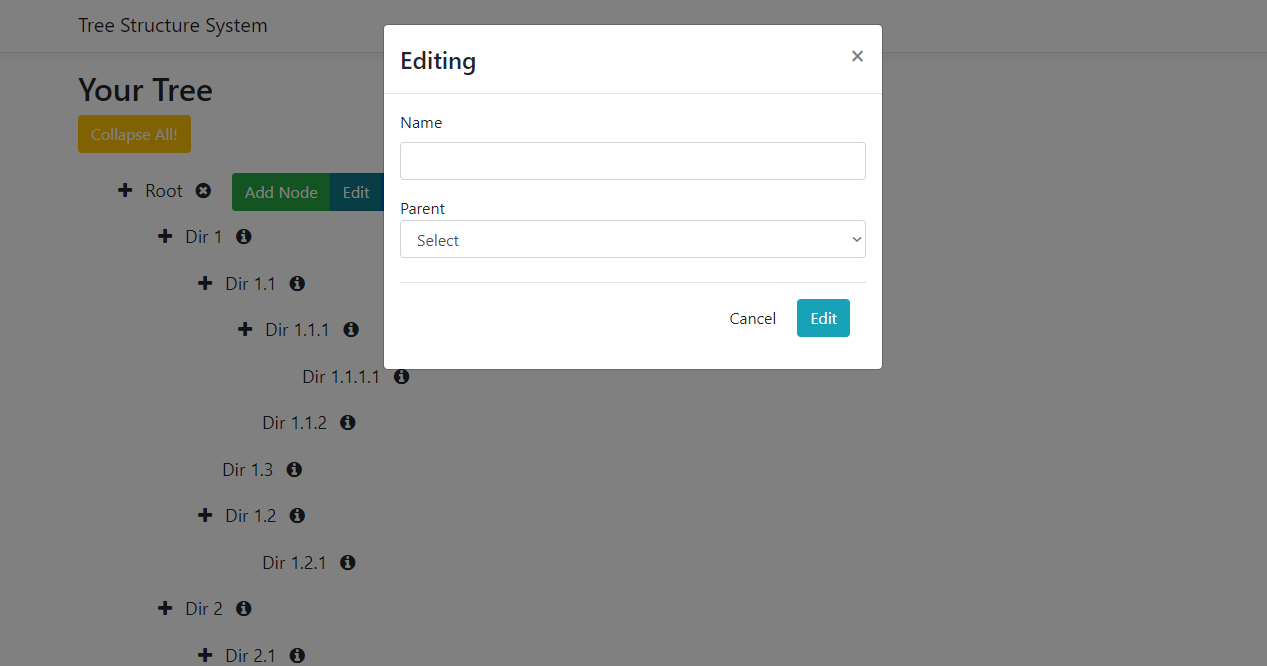 Tree Structure System
Editing
×
Your Tree
Collapse All!
Name
Root
Add Node
Edit
Parent
Select
Dir 1
Dir 1.1
Cancel
Edit
Dir 1.1.1
Dir 1.1.1.1
Dir 1.1.2
Dir 1.3
Dir 1.2
Dir 1.2.1
Dir 2
Dir 2.1